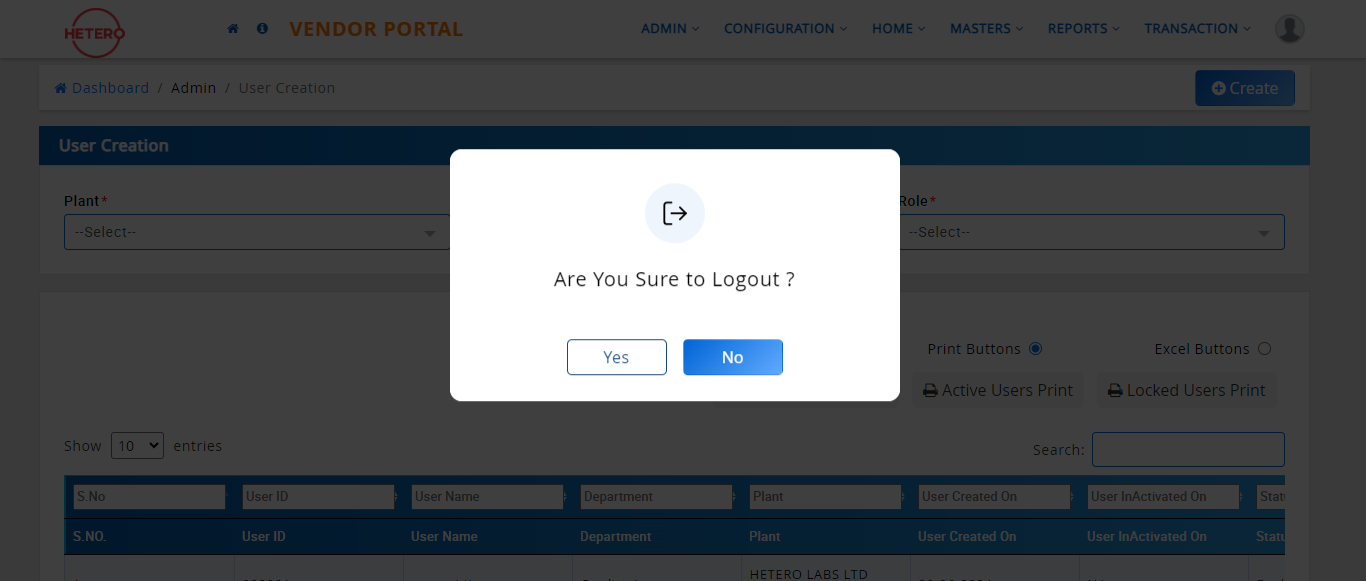 HETERO
VENDOR PORTAL
ADMIN
CONFIGURATION
HOME
MASTERS
REPORTS
TRANSACTION
Dashboard / Admin / User Creation
Create
User Creation
Plant*
Role*
--Select--
--Select--
Are You Sure to Logout ?
Yes
No
Print Buttons
Excel Buttons
Active Users Print
Locked Users Print
Show 10 entries
Search:
S.No User ID User Name Department Plant User Created On User InActivated On
S.NO. User ID User Name Department Plant User Created On User InActivated On
HETERO LABS LTD